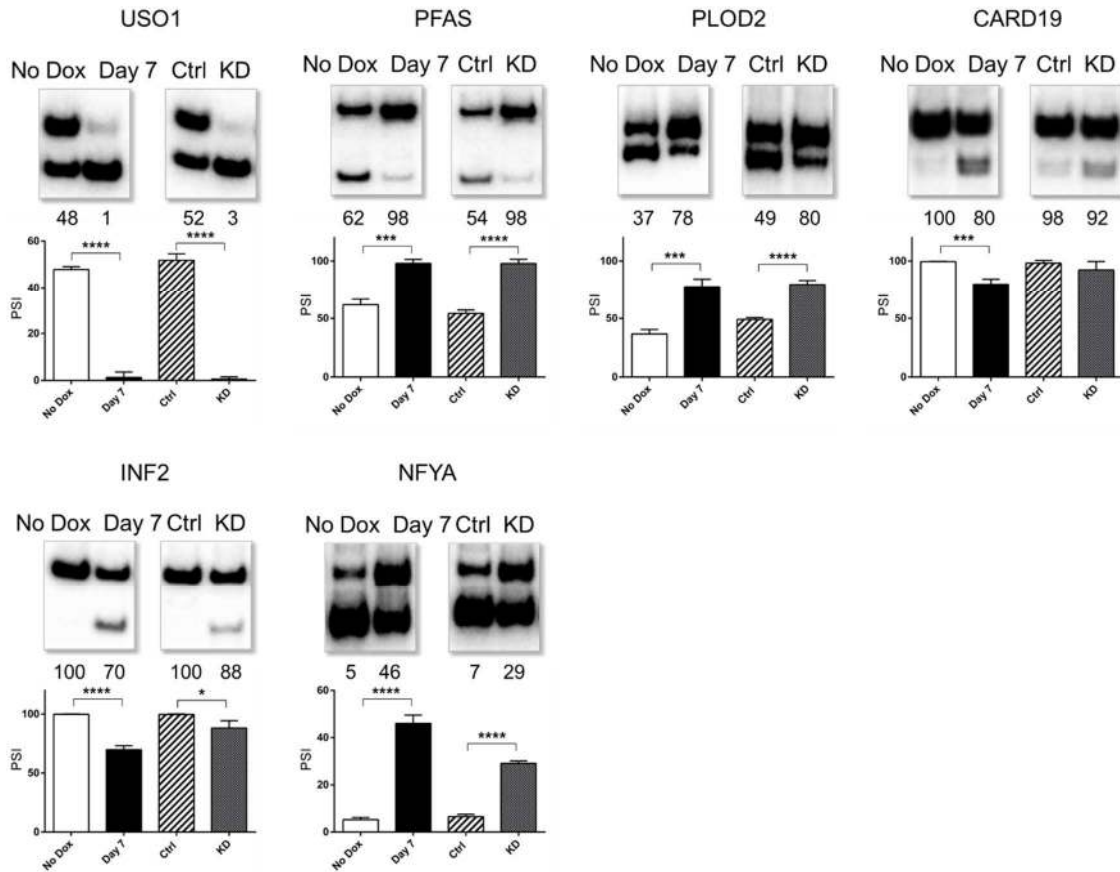 USO1
No Dox Day 7 Ctrl KD
48 1 52 3
****
****
60
40
20
0
PSI
No Dox
Day 7
Ctrl
KD
PFAS
No Dox Day 7 Ctrl KD
62 98 54 98
***
****
100
50
0
PSI
No Dox
Day 7
Ctrl
KD
PLOD2
No Dox Day 7 Ctrl KD
37 78 49 80
***
****
100
50
0
PSI
No Dox
Day 7
Ctrl
KD
CARD19
No Dox Day 7 Ctrl KD
100 80 98 92
***
100
50
0
PSI
No Dox
Day 7
Ctrl
KD
INF2
No Dox Day 7 Ctrl KD
100 70 100 88
****
*
100
50
0
PSI
No Dox
Day 7
Ctrl
KD
NFYA
No Dox Day 7 Ctrl KD
5 46 7 29
****
****
60
40
20
0
PSI
No Dox
Day 7
Ctrl
KD